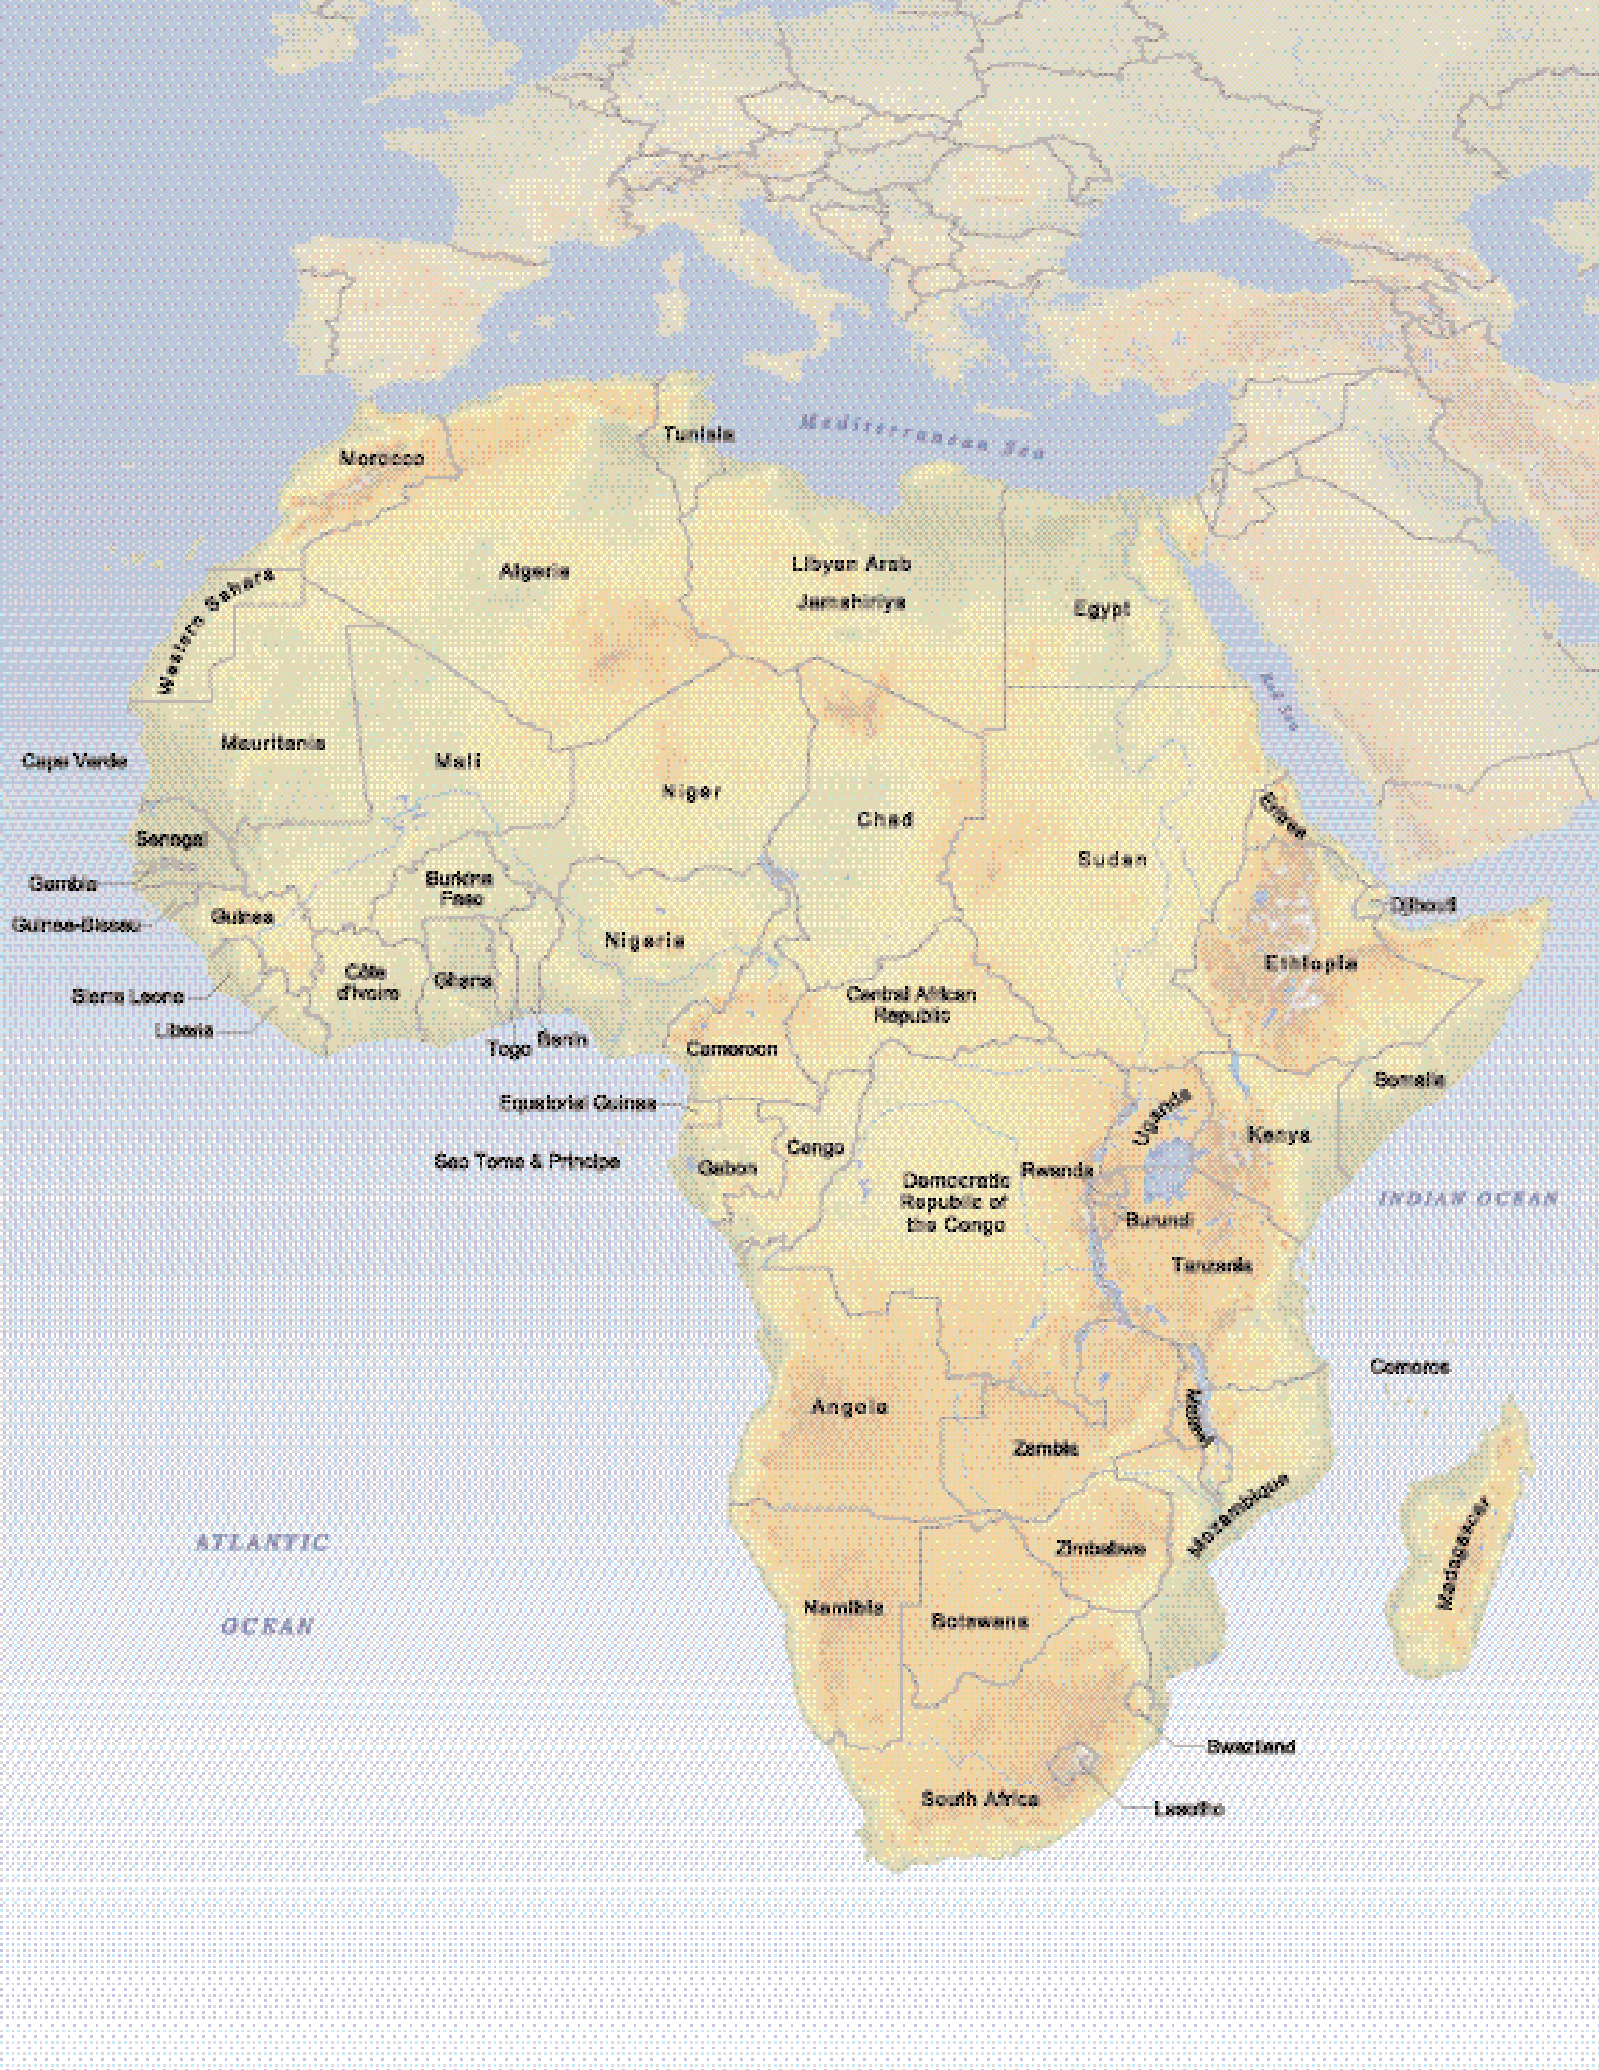 Mediterranean Sea
Tunisia
Morocco
Algeria
Libyan Arab
Jamahiriya
Egypt
Western Sahara
Red Sea
Mauritania
Mali
Cape Verde
Niger
Chad
Eritrea
Senegal
Sudan
Burkina
Faso
Gambia
Djibouti
Guinea
Guinea-Bissau
Nigeria
Ethiopia
Côte
d'Ivoire
Ghana
Sierra Leone
Central African
Republic
Liberia
Togo
Benin
Cameroon
Somalia
Equatorial Guinea
Uganda
Kenya
Congo
Sao Tome & Principe
Gabon
Rwanda
Democratic
Republic of
the Congo
INDIAN OCEAN
Burundi
Tanzania
Comoros
Angola
Malawi
Zambia
Mozambique
Madagascar
ATLANTIC
OCEAN
Zimbabwe
Namibia
Botswana
Swaziland
South Africa
Lesotho